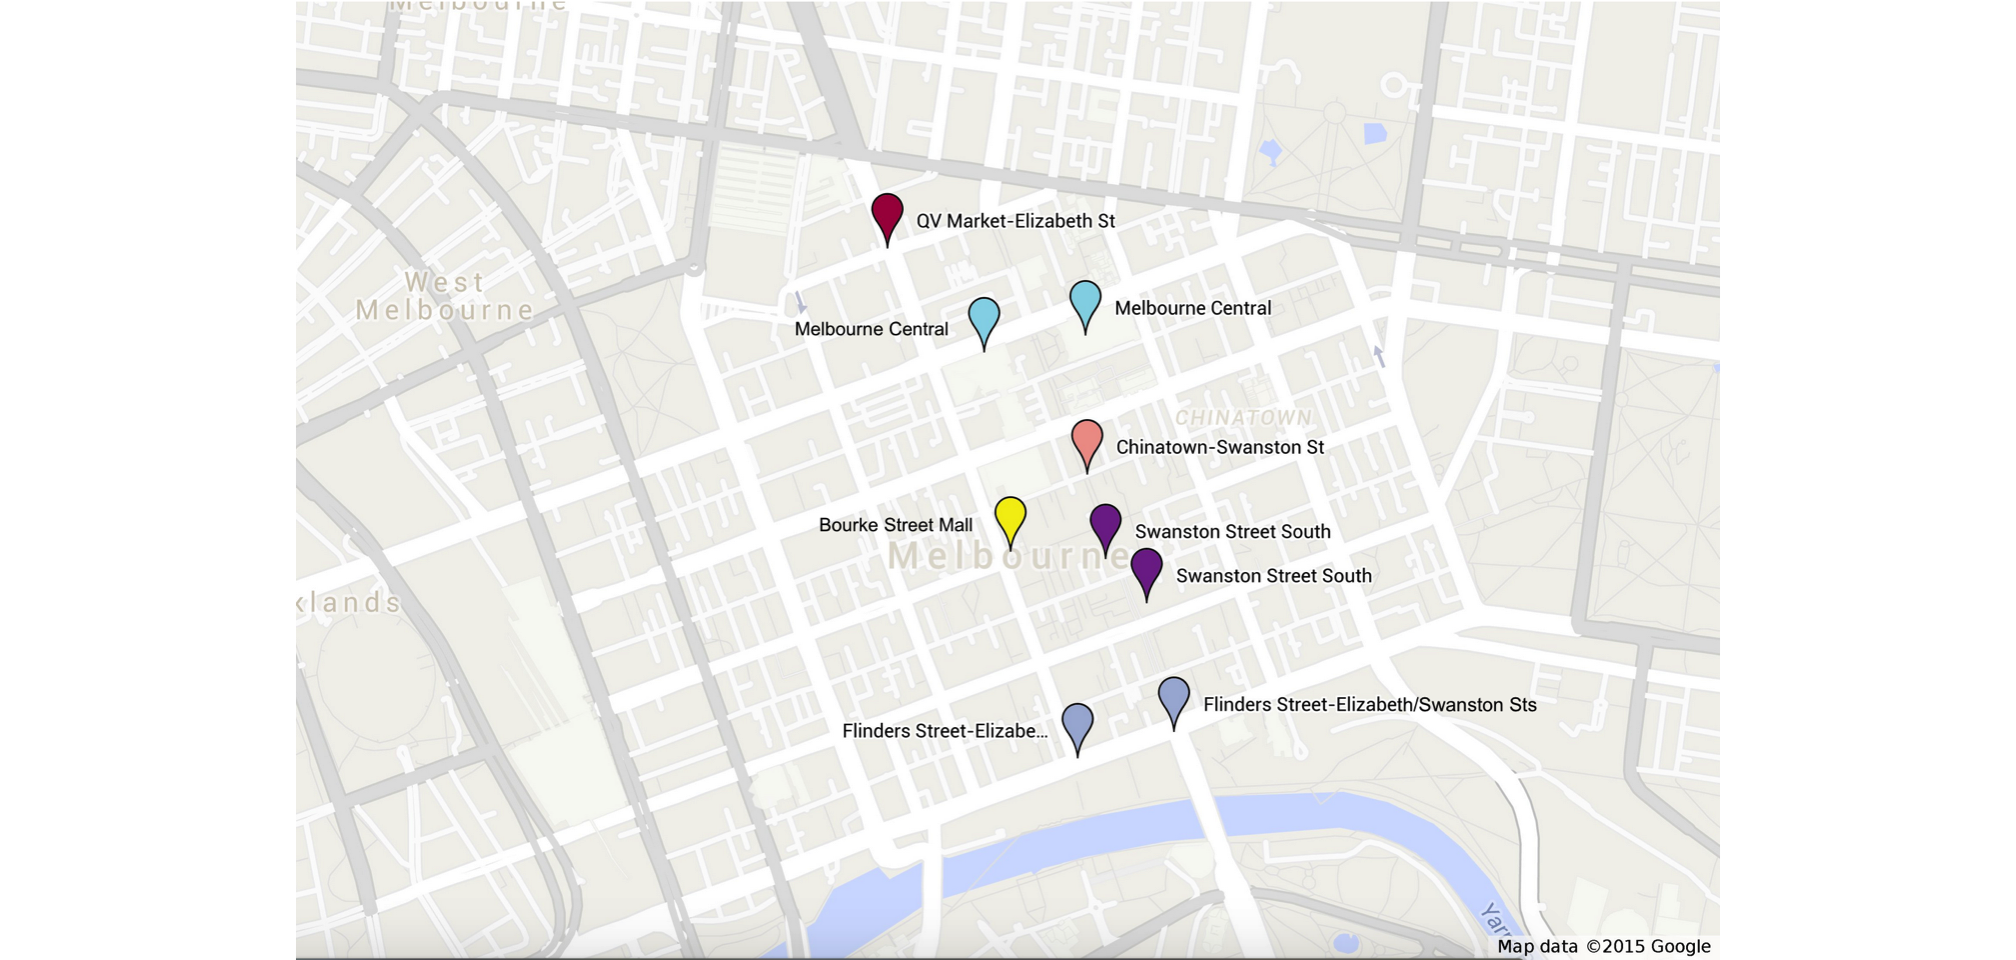 Melbourne
QV Market-Elizabeth St
West
Melbourne
Melbourne Central
Melbourne Central
CHINATOWN
Chinatown-Swanston St
Bourke Street Mall
Swanston Street South
Melbourne
Swanston Street South
klands
Flinders Street-Elizabeth/Swanston Sts
Flinders Street-Elizabe...
Yarr
Map data ©2015 Google